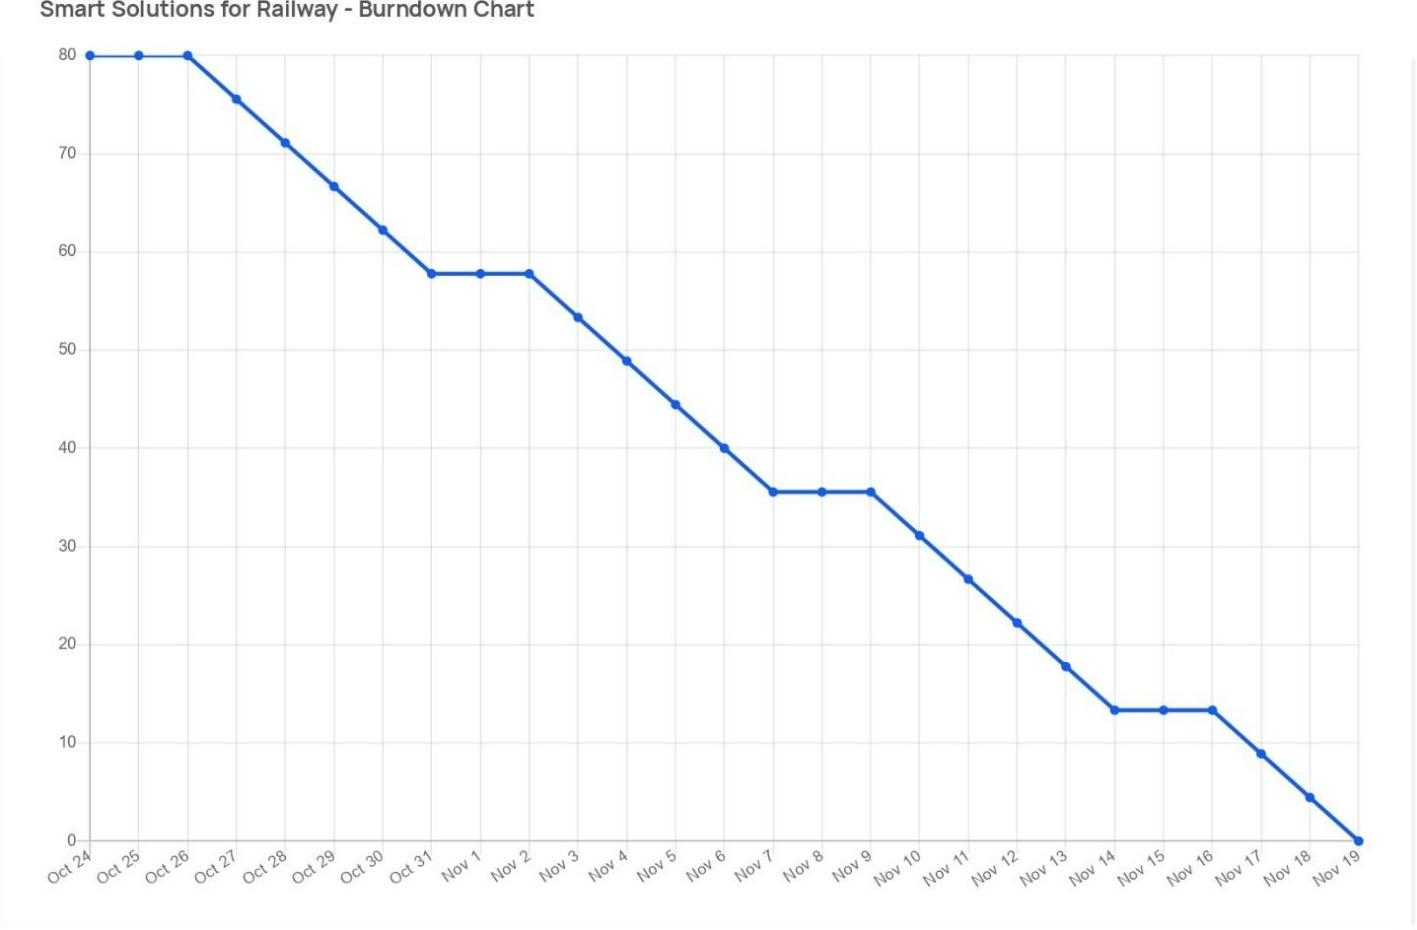 Smart Solutions for Railway - Burndown Chart
80
70
60
50
40
30
20
10
0
Oct 24
Oct 25
Oct 26
Oct 27
Oct 28
Oct 29
Oct 30
Oct 31
Nov 1
Nov 2
Nov 3
Nov 4
Nov 5
Nov 6
Nov 7
Nov 8
Nov 9
Nov 10
Nov 11
Nov 12
Nov 13
Nov 14
Nov 15
Nov 16
Nov 17
Nov 18
Nov 19